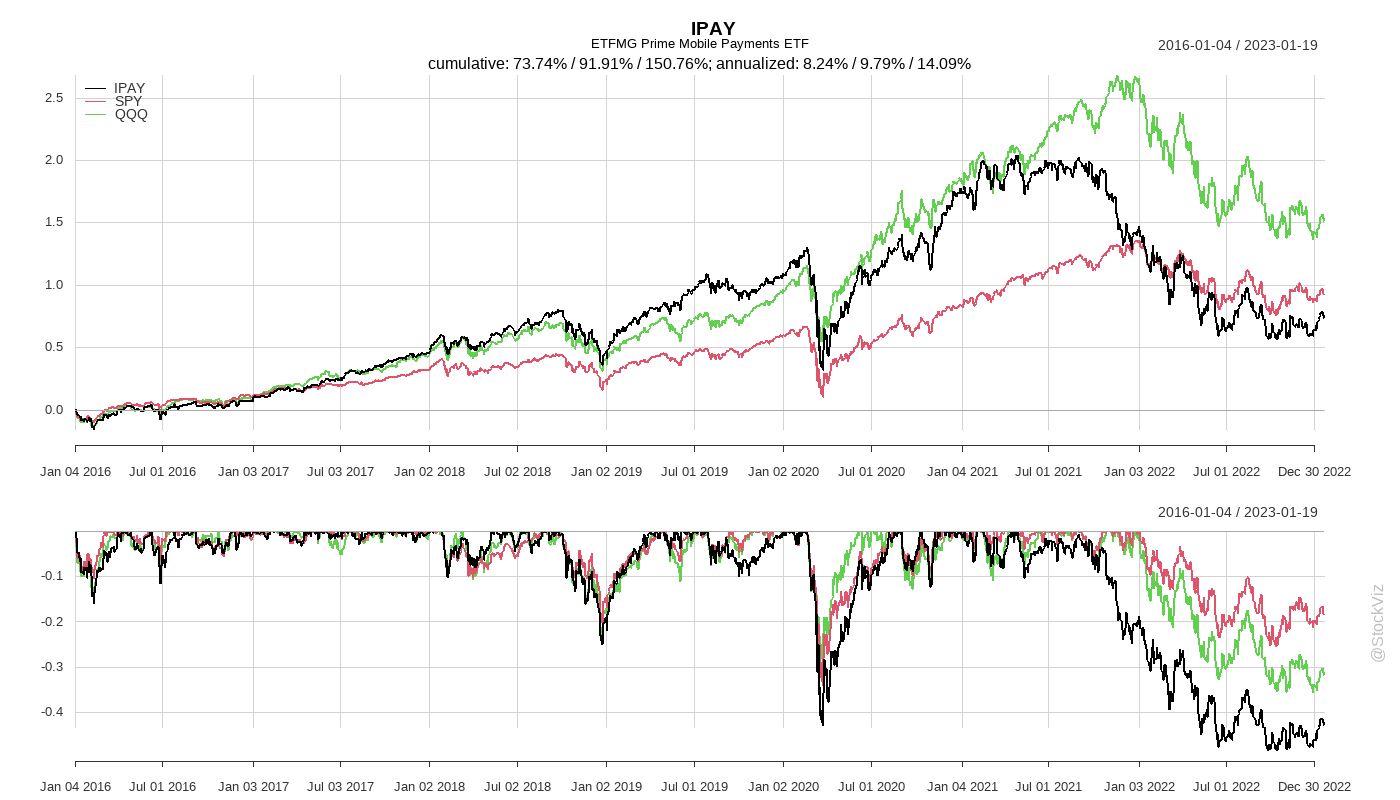 IPAY
ETFMG Prime Mobile Payments ETF
2016-01-04 / 2023-01-19
cumulative: 73.74% / 91.91% / 150.76%; annualized: 8.24% / 9.79% / 14.09%
IPAY
SPY
QQQ
2.5
2.0
1.5
1.0
0.5
0.0
Jan 04 2016 Jul 01 2016 Jan 03 2017 Jul 03 2017 Jan 02 2018 Jul 02 2018 Jan 02 2019 Jul 01 2019 Jan 02 2020 Jul 01 2020 Jan 04 2021 Jul 01 2021 Jan 03 2022 Jul 01 2022 Dec 30 2022
2016-01-04 / 2023-01-19
-0.1
-0.2
-0.3
-0.4
Jan 04 2016 Jul 01 2016 Jan 03 2017 Jul 03 2017 Jan 02 2018 Jul 02 2018 Jan 02 2019 Jul 01 2019 Jan 02 2020 Jul 01 2020 Jan 04 2021 Jul 01 2021 Jan 03 2022 Jul 01 2022 Dec 30 2022
@StockViz